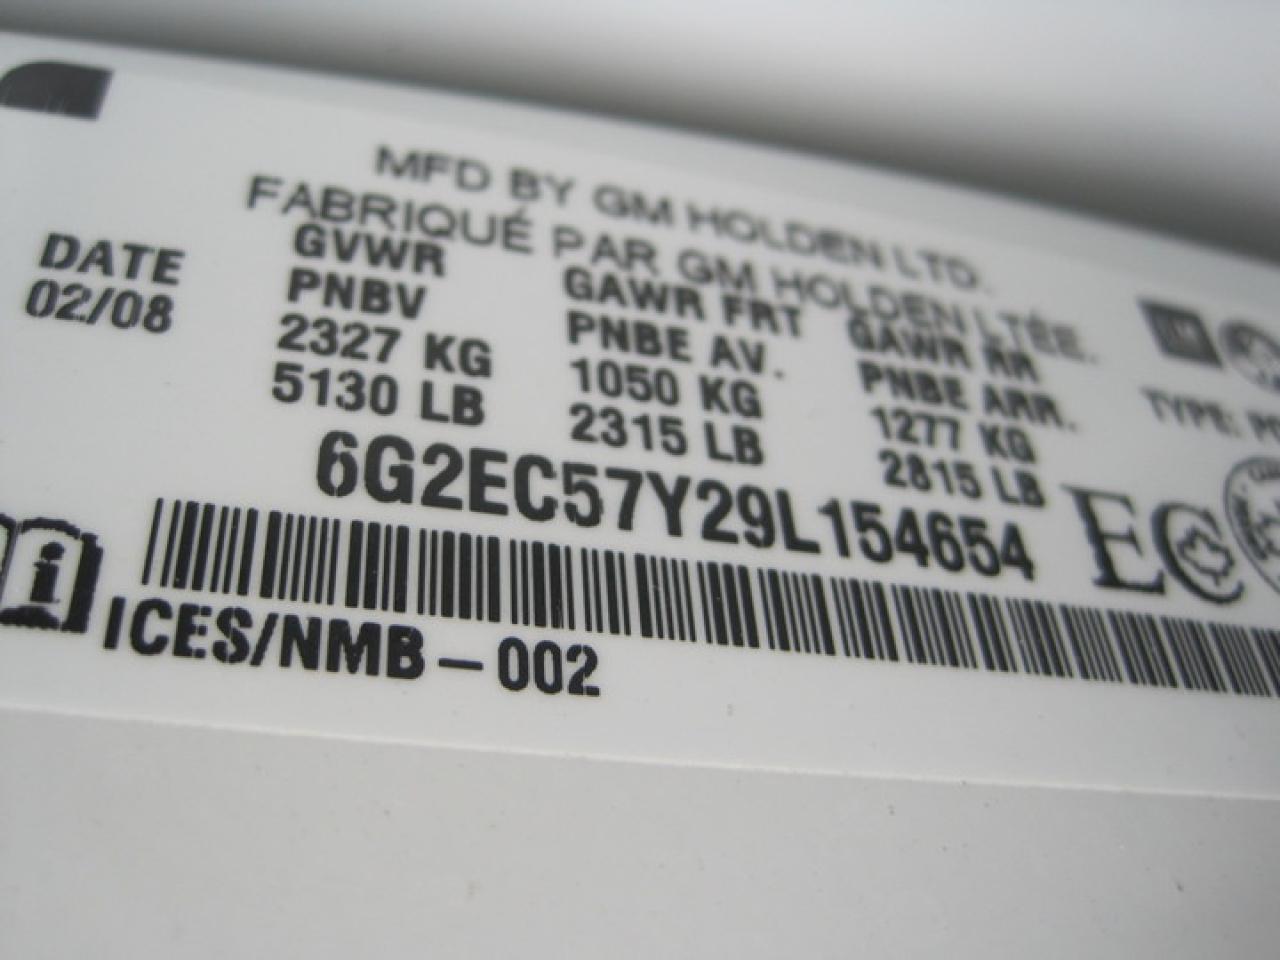 MFD BY GM HOLDEN LTD.
FABRIQUÉ PAR GM HOLDEN LTÉE.
DATE
02/08
GVWR
PNBV
2327 KG
5130 LB
GAWR FRT
PNBE AV.
1050 KG
2315 LB
GAWR RR
PNBE ARR.
1277 KG
2815 LB
TYPE:
6G2EC57Y29L154654
EC
ICES/NMB-002